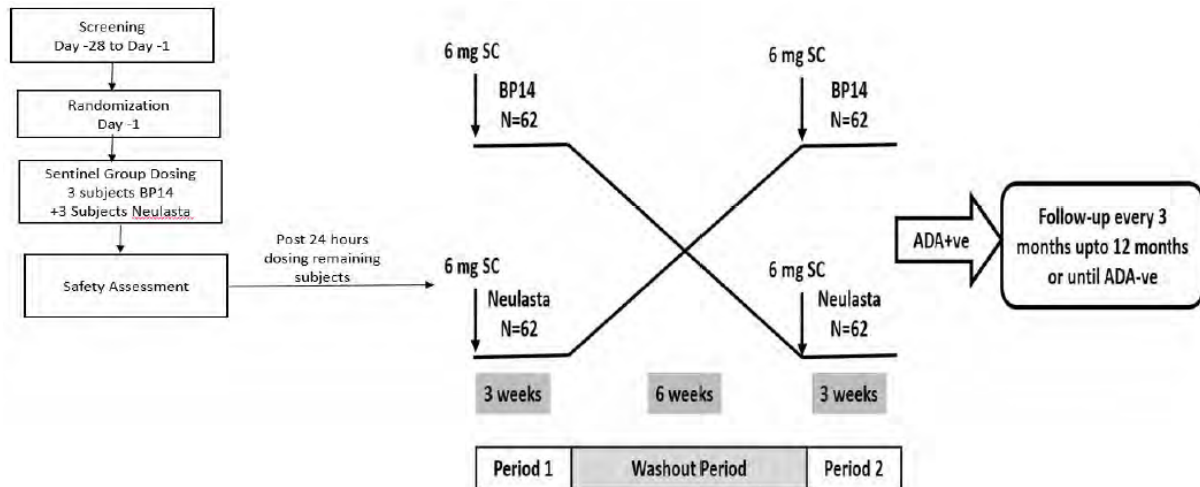 Screening
Day -28 to Day -1
Randomization
Day -1
Sentinel Group Dosing
3 subjects BP14
+3 Subjects Neulasta
Safety Assessment
Post 24 hours
dosing remaining
subjects
6 mg SC
BP14
N=62
6 mg SC
BP14
N=62
6 mg SC
Neulasta
N=62
6 mg SC
Neulasta
N=62
3 weeks
6 weeks
3 weeks
Period 1
Washout Period
Period 2
ADA+ve
Follow-up every 3
months upto 12 months
or until ADA-ve